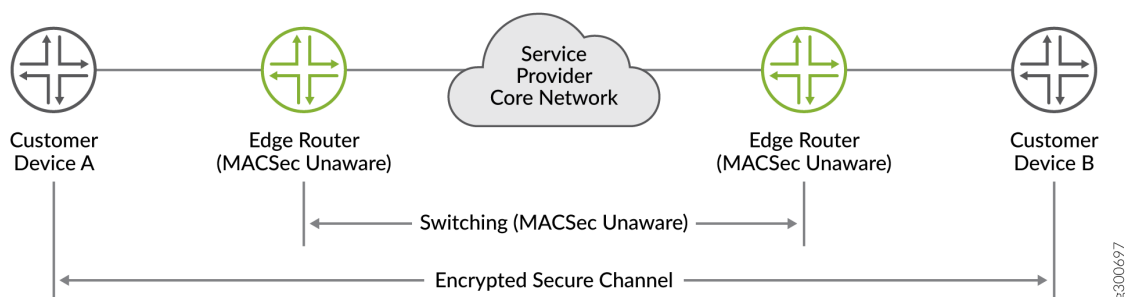 Service
Provider
Core Network
Customer
Device A
Edge Router
(MACSec Unaware)
Edge Router
(MACSec Unaware)
Customer
Device B
Switching (MACSec Unaware)
Encrypted Secure Channel
g300697